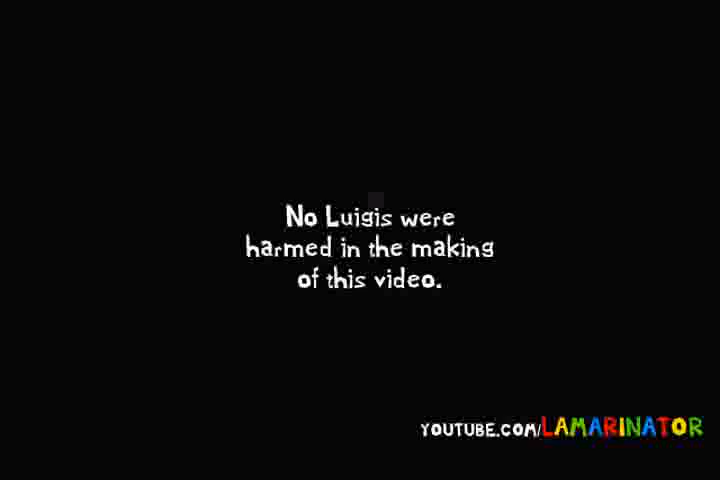 No Luigis were
harmed in the making
of this video.
YOUTUBE.COM/LAMARINATOR